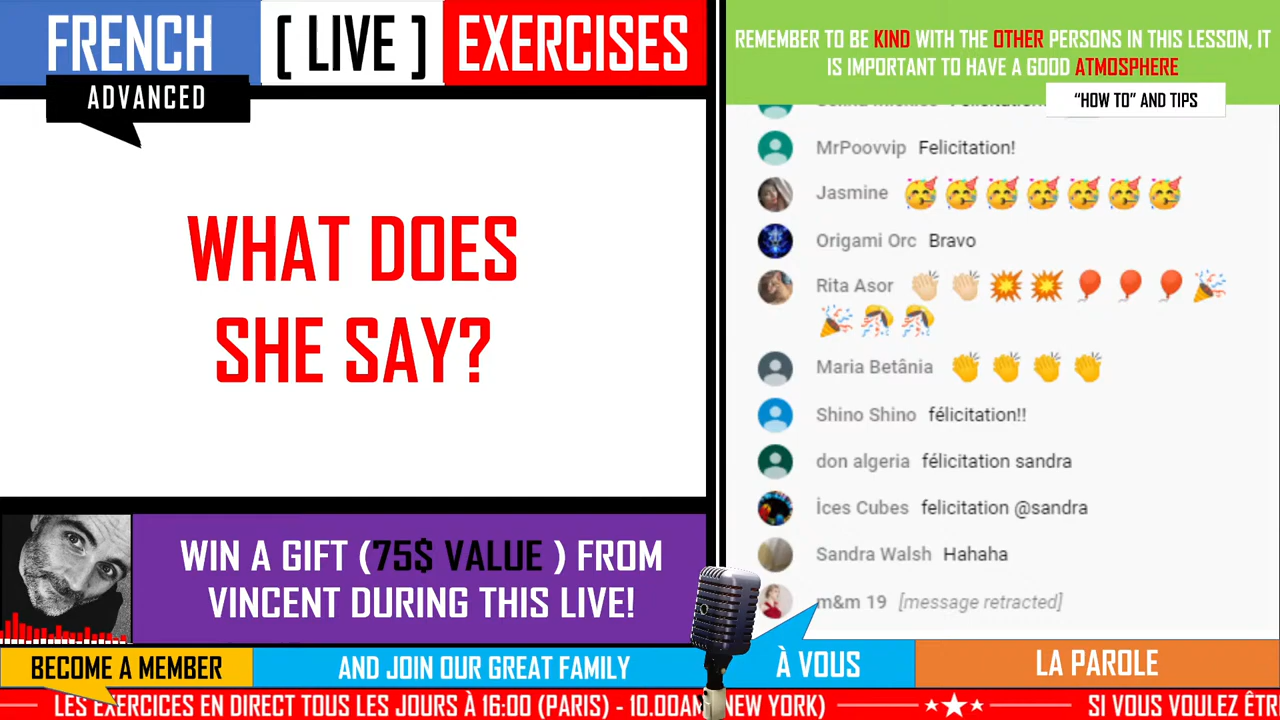 FRENCH [ LIVE ] EXERCISES
ADVANCED
WHAT DOES
SHE SAY?
WIN A GIFT (75$ VALUE ) FROM
VINCENT DURING THIS LIVE!
REMEMBER TO BE KIND WITH THE OTHER PERSONS IN THIS LESSON, IT
IS IMPORTANT TO HAVE A GOOD ATMOSPHERE
"HOW TO" AND TIPS
MrPoovvip Felicitation!
Jasmine 🥳🥳🥳🥳🥳🥳🥳
Origami Orc Bravo
Rita Asor 👏🏻👏🏻💥💥🎈🎈🎈🎉
🎉🎊🎊
Maria Betânia 👏👏👏👏
Shino Shino félicitation!!
don algeria félicitation sandra
İces Cubes felicitation @sandra
Sandra Walsh Hahaha
m&m 19 [message retracted]
BECOME A MEMBER AND JOIN OUR GREAT FAMILY À VOUS LA PAROLE
LES EXERCICES EN DIRECT TOUS LES JOURS À 16:00 (PARIS) - 10.00AM NEW YORK) SI VOUS VOULEZ